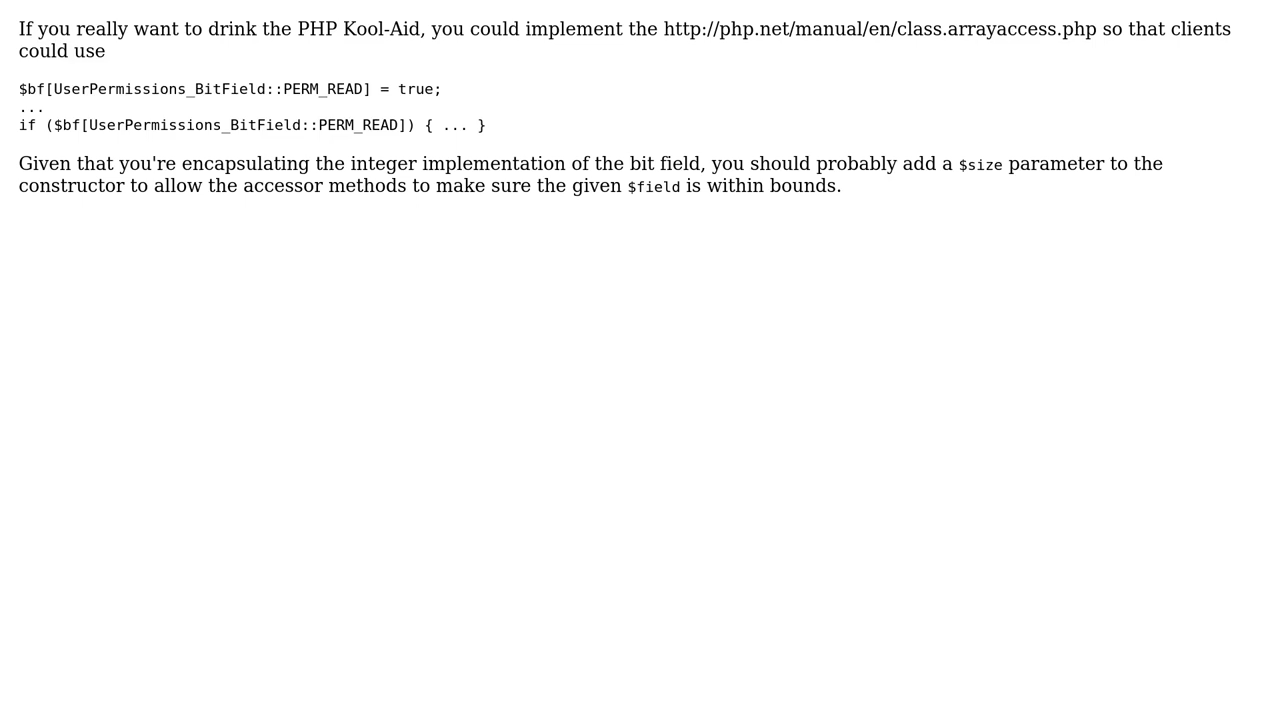 If you really want to drink the PHP Kool-Aid, you could implement the http://php.net/manual/en/class.arrayaccess.php so that clients
could use
$bf[UserPermissions_BitField::PERM_READ] = true;
...
if ($bf[UserPermissions_BitField::PERM_READ]) { ... }
Given that you're encapsulating the integer implementation of the bit field, you should probably add a $size parameter to the
constructor to allow the accessor methods to make sure the given $field is within bounds.